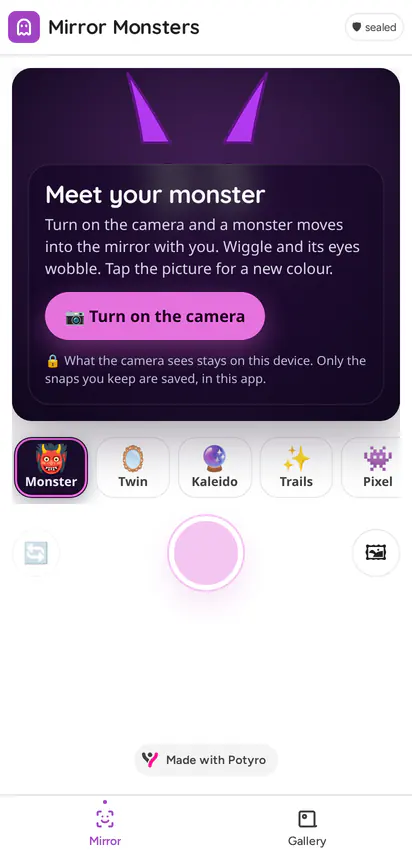 Mirror Monsters
sealed
Meet your monster
Turn on the camera and a monster moves
into the mirror with you. Wiggle and its eyes
wobble. Tap the picture for a new colour.
📷 Turn on the camera
🔒 What the camera sees stays on this device. Only the
snaps you keep are saved, in this app.
Monster
Twin
Kaleido
Trails
Pixel
Made with Potyro
Mirror
Gallery